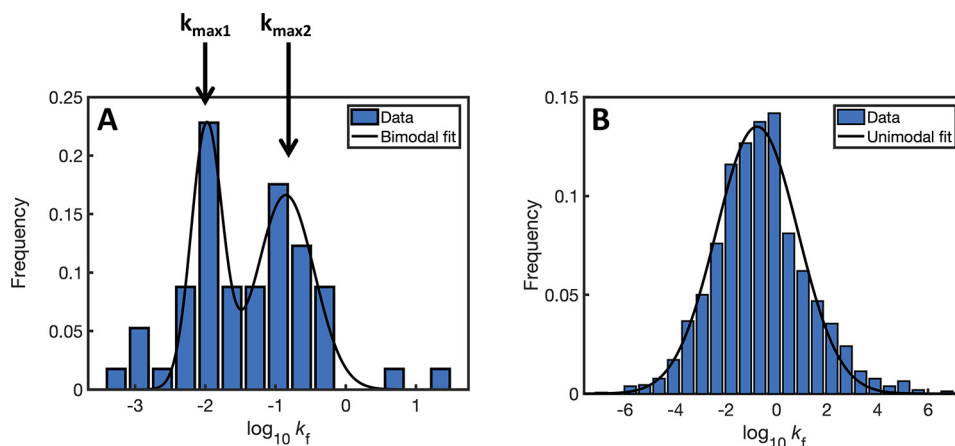 k_max1 k_max2
A
Data
Bimodal fit
Frequency
0.25
0.2
0.15
0.1
0.05
0
-3 -2 -1 0 1
log10 kf
B
Data
Unimodal fit
Frequency
0.15
0.1
0.05
0
-6 -4 -2 0 2 4 6
log10 kf